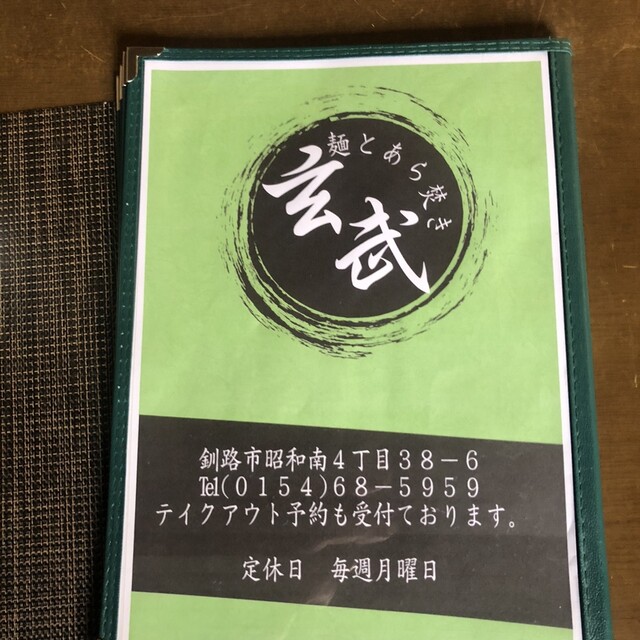 麺とあら焚き
玄武
釧路市昭和南４丁目３８－６
℡(０１５４)６８－５９５９
テイクアウト予約も受付ております。
定休日　毎週月曜日